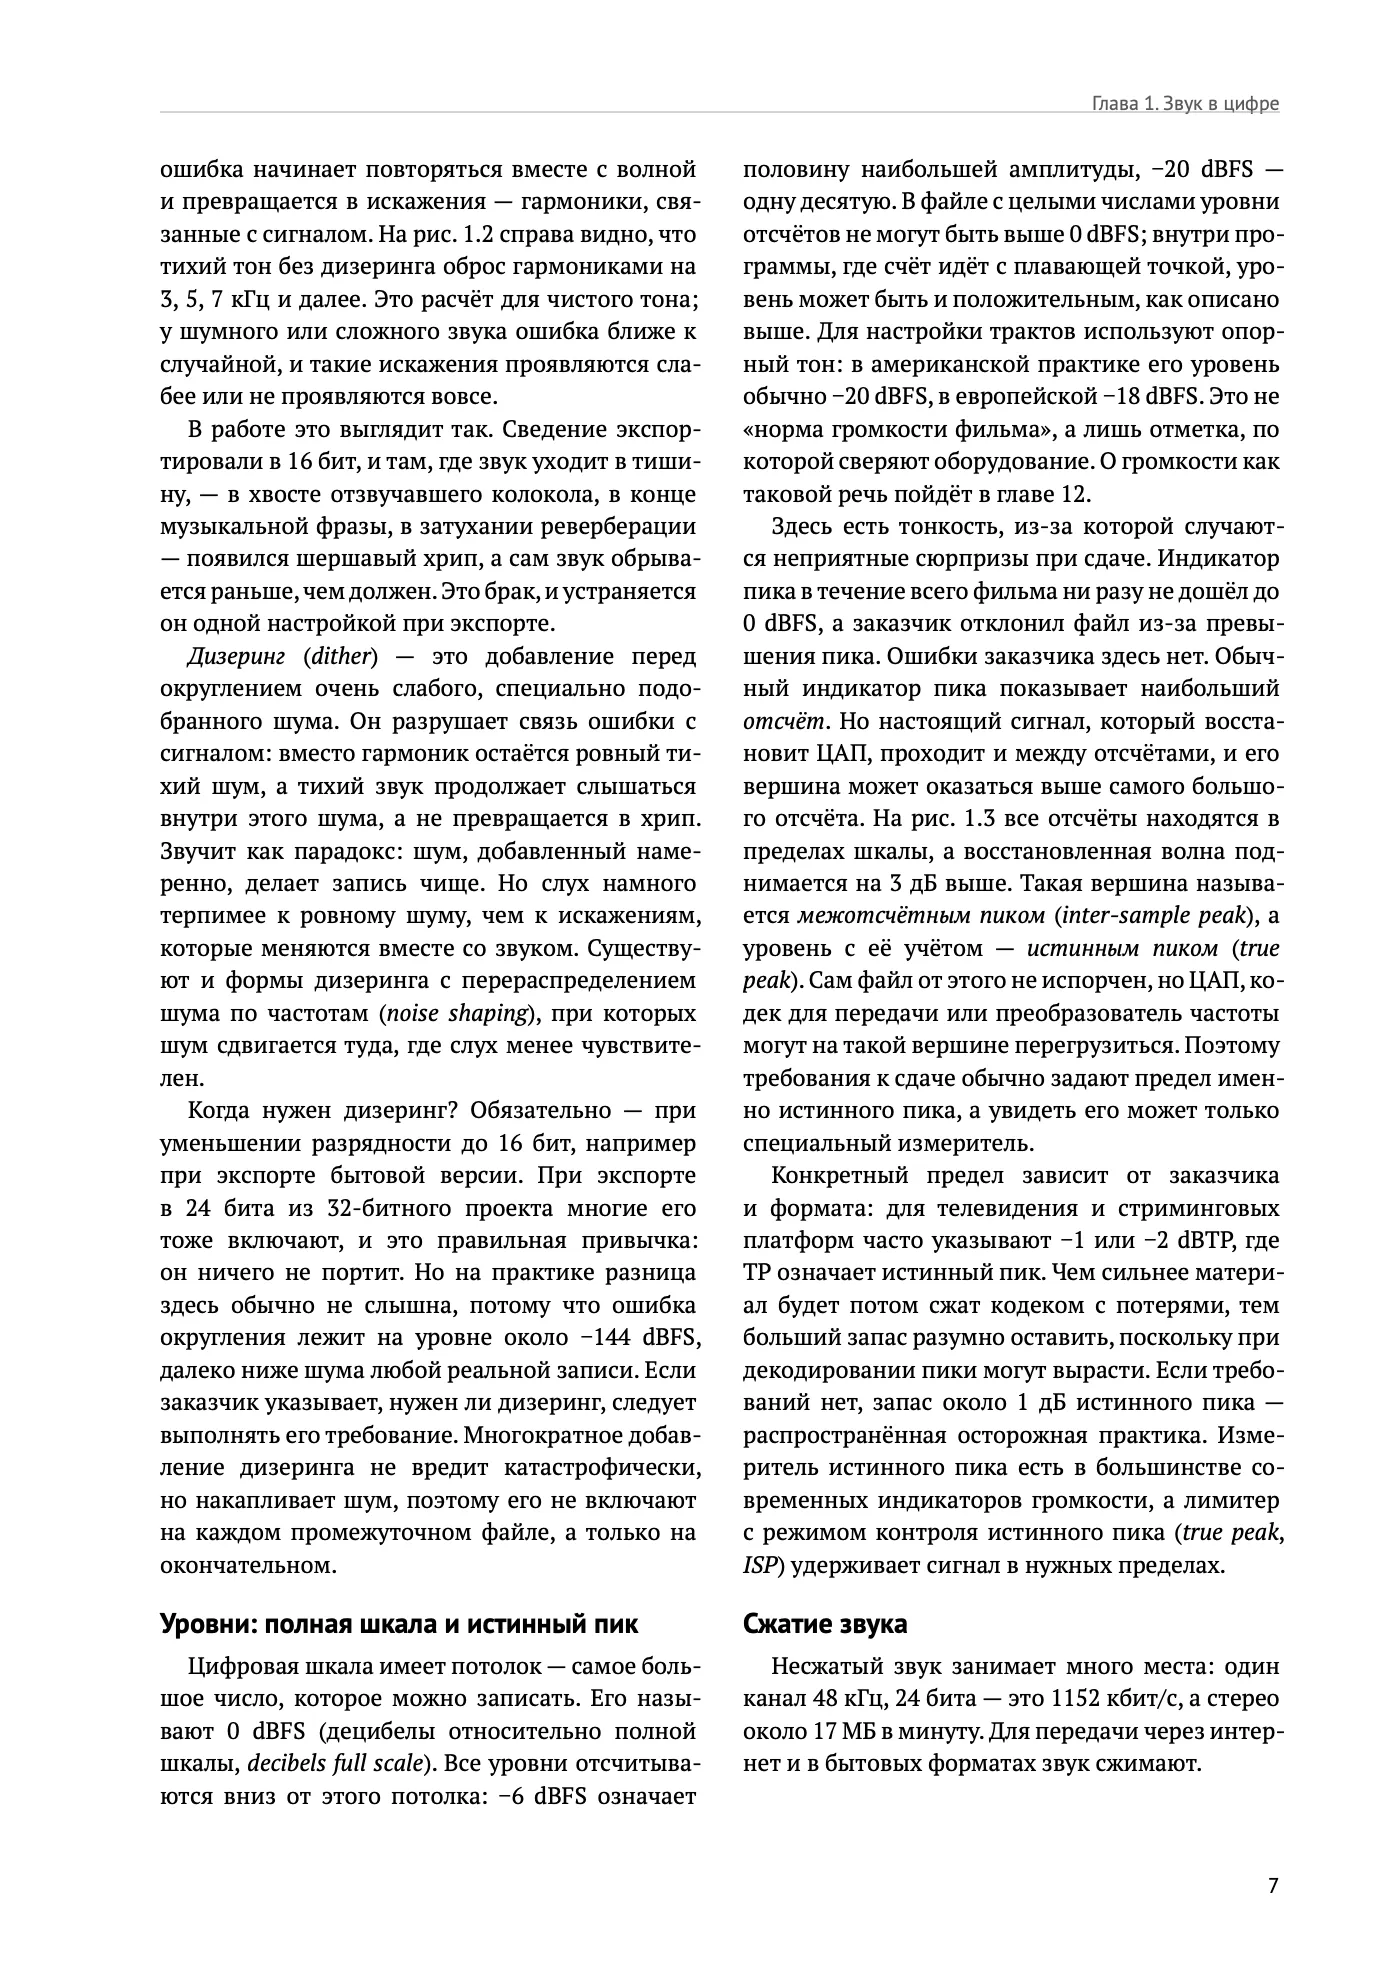 Глава 1. Звук в цифре
ошибка начинает повторяться вместе с волной
и превращается в искажения — гармоники, свя-
занные с сигналом. На рис. 1.2 справа видно, что
тихий тон без дизеринга оброс гармониками на
3, 5, 7 кГц и далее. Это расчёт для чистого тона;
у шумного или сложного звука ошибка ближе к
случайной, и такие искажения проявляются сла-
бее или не проявляются вовсе.
В работе это выглядит так. Сведение экспор-
тировали в 16 бит, и там, где звук уходит в тиши-
ну, — в хвосте отзвучавшего колокола, в конце
музыкальной фразы, в затухании реверберации
— появился шершавый хрип, а сам звук обрыва-
ется раньше, чем должен. Это брак, и устраняется
он одной настройкой при экспорте.
Дизеринг (dither) — это добавление перед
округлением очень слабого, специально подо-
бранного шума. Он разрушает связь ошибки с
сигналом: вместо гармоник остаётся ровный ти-
хий шум, а тихий звук продолжает слышаться
внутри этого шума, а не превращается в хрип.
Звучит как парадокс: шум, добавленный наме-
ренно, делает запись чище. Но слух намного
терпимее к ровному шуму, чем к искажениям,
которые меняются вместе со звуком. Существу-
ют и формы дизеринга с перераспределением
шума по частотам (noise shaping), при которых
шум сдвигается туда, где слух менее чувствите-
лен.
Когда нужен дизеринг? Обязательно — при
уменьшении разрядности до 16 бит, например
при экспорте бытовой версии. При экспорте
в 24 бита из 32-битного проекта многие его
тоже включают, и это правильная привычка:
он ничего не портит. Но на практике разница
здесь обычно не слышна, потому что ошибка
округления лежит на уровне около −144 dBFS,
далеко ниже шума любой реальной записи. Если
заказчик указывает, нужен ли дизеринг, следует
выполнять его требование. Многократное добав-
ление дизеринга не вредит катастрофически,
но накапливает шум, поэтому его не включают
на каждом промежуточном файле, а только на
окончательном.
Уровни: полная шкала и истинный пик
Цифровая шкала имеет потолок — самое боль-
шое число, которое можно записать. Его назы-
вают 0 dBFS (децибелы относительно полной
шкалы, decibels full scale). Все уровни отсчитыва-
ются вниз от этого потолка: −6 dBFS означает
половину наибольшей амплитуды, −20 dBFS —
одну десятую. В файле с целыми числами уровни
отсчётов не могут быть выше 0 dBFS; внутри про-
граммы, где счёт идёт с плавающей точкой, уро-
вень может быть и положительным, как описано
выше. Для настройки трактов используют опор-
ный тон: в американской практике его уровень
обычно −20 dBFS, в европейской −18 dBFS. Это не
«норма громкости фильма», а лишь отметка, по
которой сверяют оборудование. О громкости как
таковой речь пойдёт в главе 12.
Здесь есть тонкость, из-за которой случают-
ся неприятные сюрпризы при сдаче. Индикатор
пика в течение всего фильма ни разу не дошёл до
0 dBFS, а заказчик отклонил файл из-за превы-
шения пика. Ошибки заказчика здесь нет. Обыч-
ный индикатор пика показывает наибольший
отсчёт. Но настоящий сигнал, который восста-
новит ЦАП, проходит и между отсчётами, и его
вершина может оказаться выше самого большо-
го отсчёта. На рис. 1.3 все отсчёты находятся в
пределах шкалы, а восстановленная волна под-
нимается на 3 дБ выше. Такая вершина называ-
ется межотсчётным пиком (inter-sample peak), а
уровень с её учётом — истинным пиком (true
peak). Сам файл от этого не испорчен, но ЦАП, ко-
дек для передачи или преобразователь частоты
могут на такой вершине перегрузиться. Поэтому
требования к сдаче обычно задают предел имен-
но истинного пика, а увидеть его может только
специальный измеритель.
Конкретный предел зависит от заказчика
и формата: для телевидения и стриминговых
платформ часто указывают −1 или −2 dBTP, где
TP означает истинный пик. Чем сильнее матери-
ал будет потом сжат кодеком с потерями, тем
больший запас разумно оставить, поскольку при
декодировании пики могут вырасти. Если требо-
ваний нет, запас около 1 дБ истинного пика —
распространённая осторожная практика. Изме-
ритель истинного пика есть в большинстве со-
временных индикаторов громкости, а лимитер
с режимом контроля истинного пика (true peak,
ISP) удерживает сигнал в нужных пределах.
Сжатие звука
Несжатый звук занимает много места: один
канал 48 кГц, 24 бита — это 1152 кбит/с, а стерео
около 17 МБ в минуту. Для передачи через интер-
нет и в бытовых форматах звук сжимают.
7